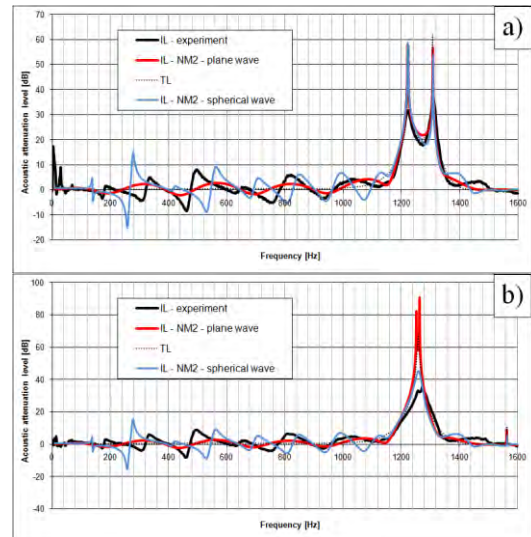 a)
70
60
50
40
30
20
10
0
-10
-20
Acoustic attenuation level [dB]
IL - experiment
IL - NM2 - plane wave
TL
IL - NM2 - spherical wave
0 200 400 600 800 1000 1200 1400 1600
Frequency [Hz]
b)
100
80
60
40
20
0
-20
-40
Acoustic attenuation level [dB]
IL - experiment
IL - NM2 - plane wave
TL
IL - NM2 - spherical wave
0 200 400 600 800 1000 1200 1400 1600
Frequency [Hz]